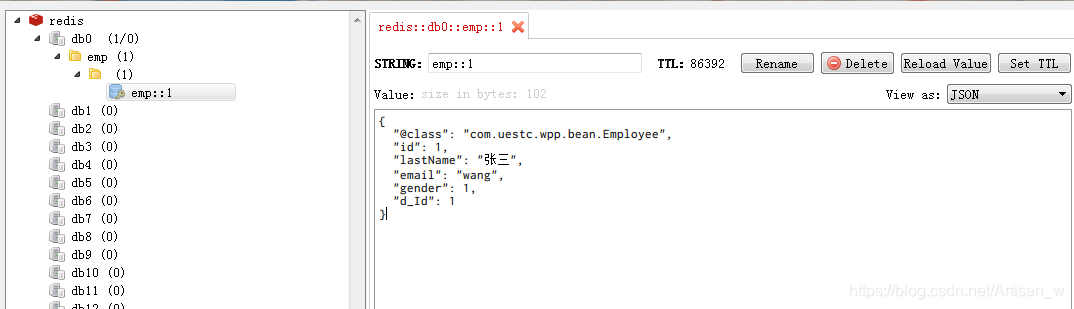 redis
db0 (1/0)
emp (1)
(1)
emp::1
db1 (0)
db2 (0)
db3 (0)
db4 (0)
db5 (0)
db6 (0)
db7 (0)
db8 (0)
db9 (0)
db10 (0)
db11 (0)
db12 (0)
redis::db0::emp::1
STRING: emp::1 TTL: 86392 Rename Delete Reload Value Set TTL
Value: size in bytes: 102 View as: JSON
{
"@class": "com.uestc.wpp.bean.Employee",
"id": 1,
"lastName": "张三",
"email": "wang",
"gender": 1,
"d_Id": 1
}
https://blog.csdn.net/Artisan_w